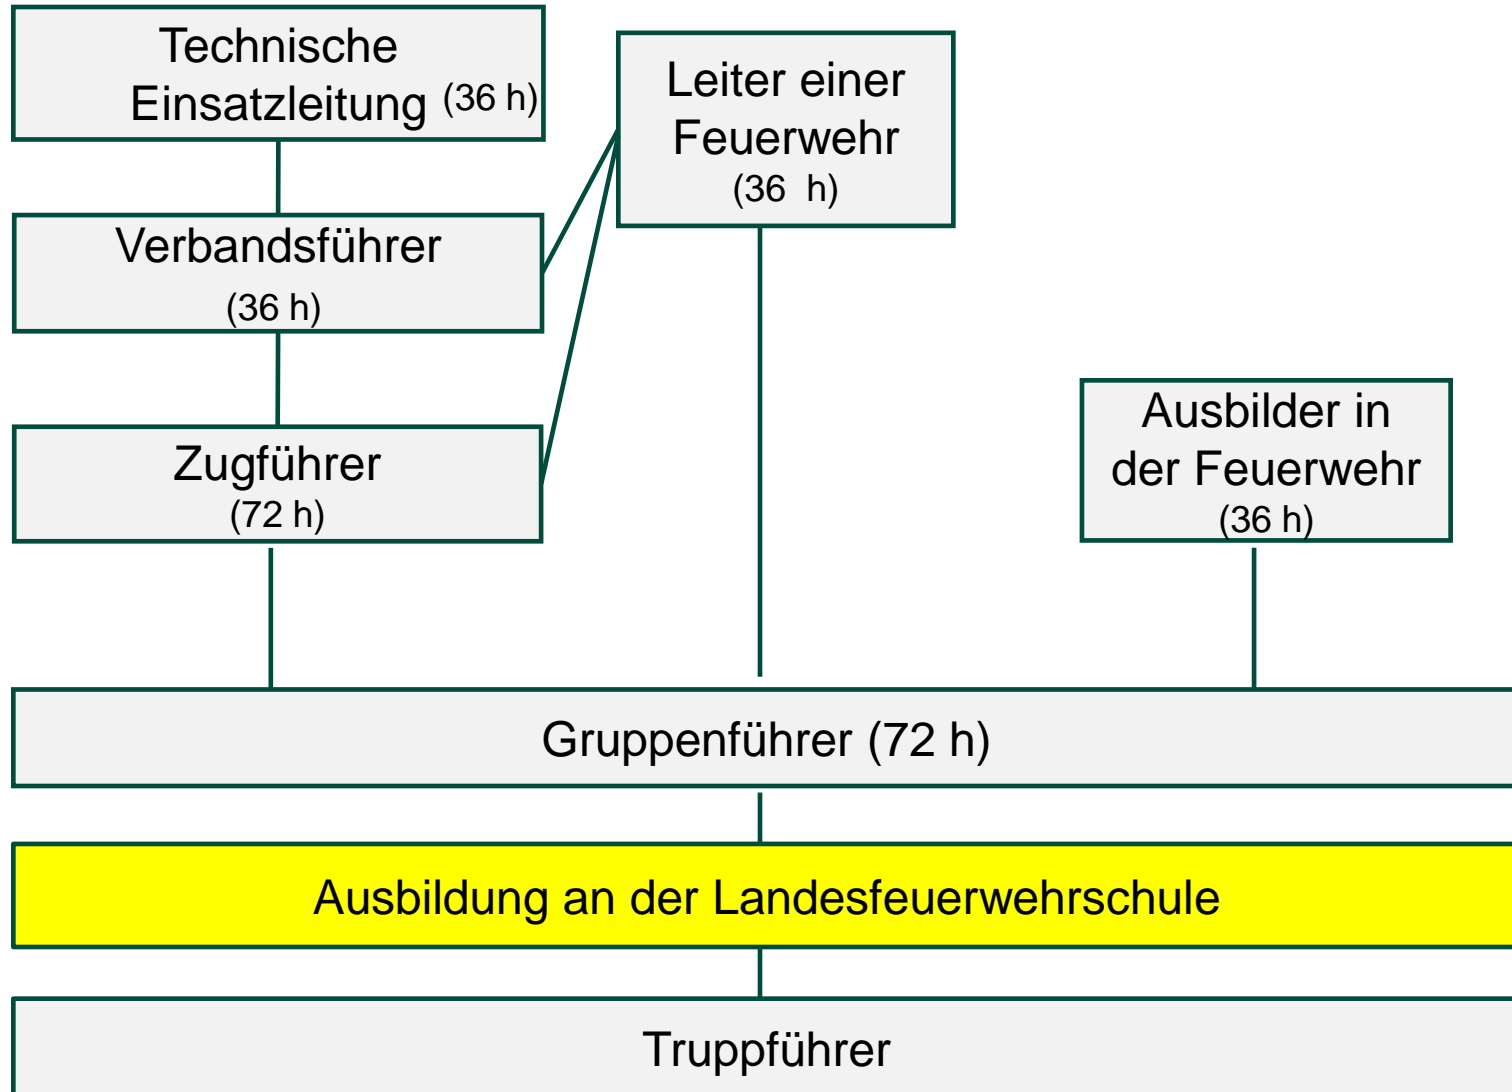 Technische
Einsatzleitung (36 h)
Leiter einer
Feuerwehr
(36 h)
Verbandsführer
(36 h)
Zugführer
(72 h)
Ausbilder in
der Feuerwehr
(36 h)
Gruppenführer (72 h)
Ausbildung an der Landesfeuerwehrschule
Truppführer